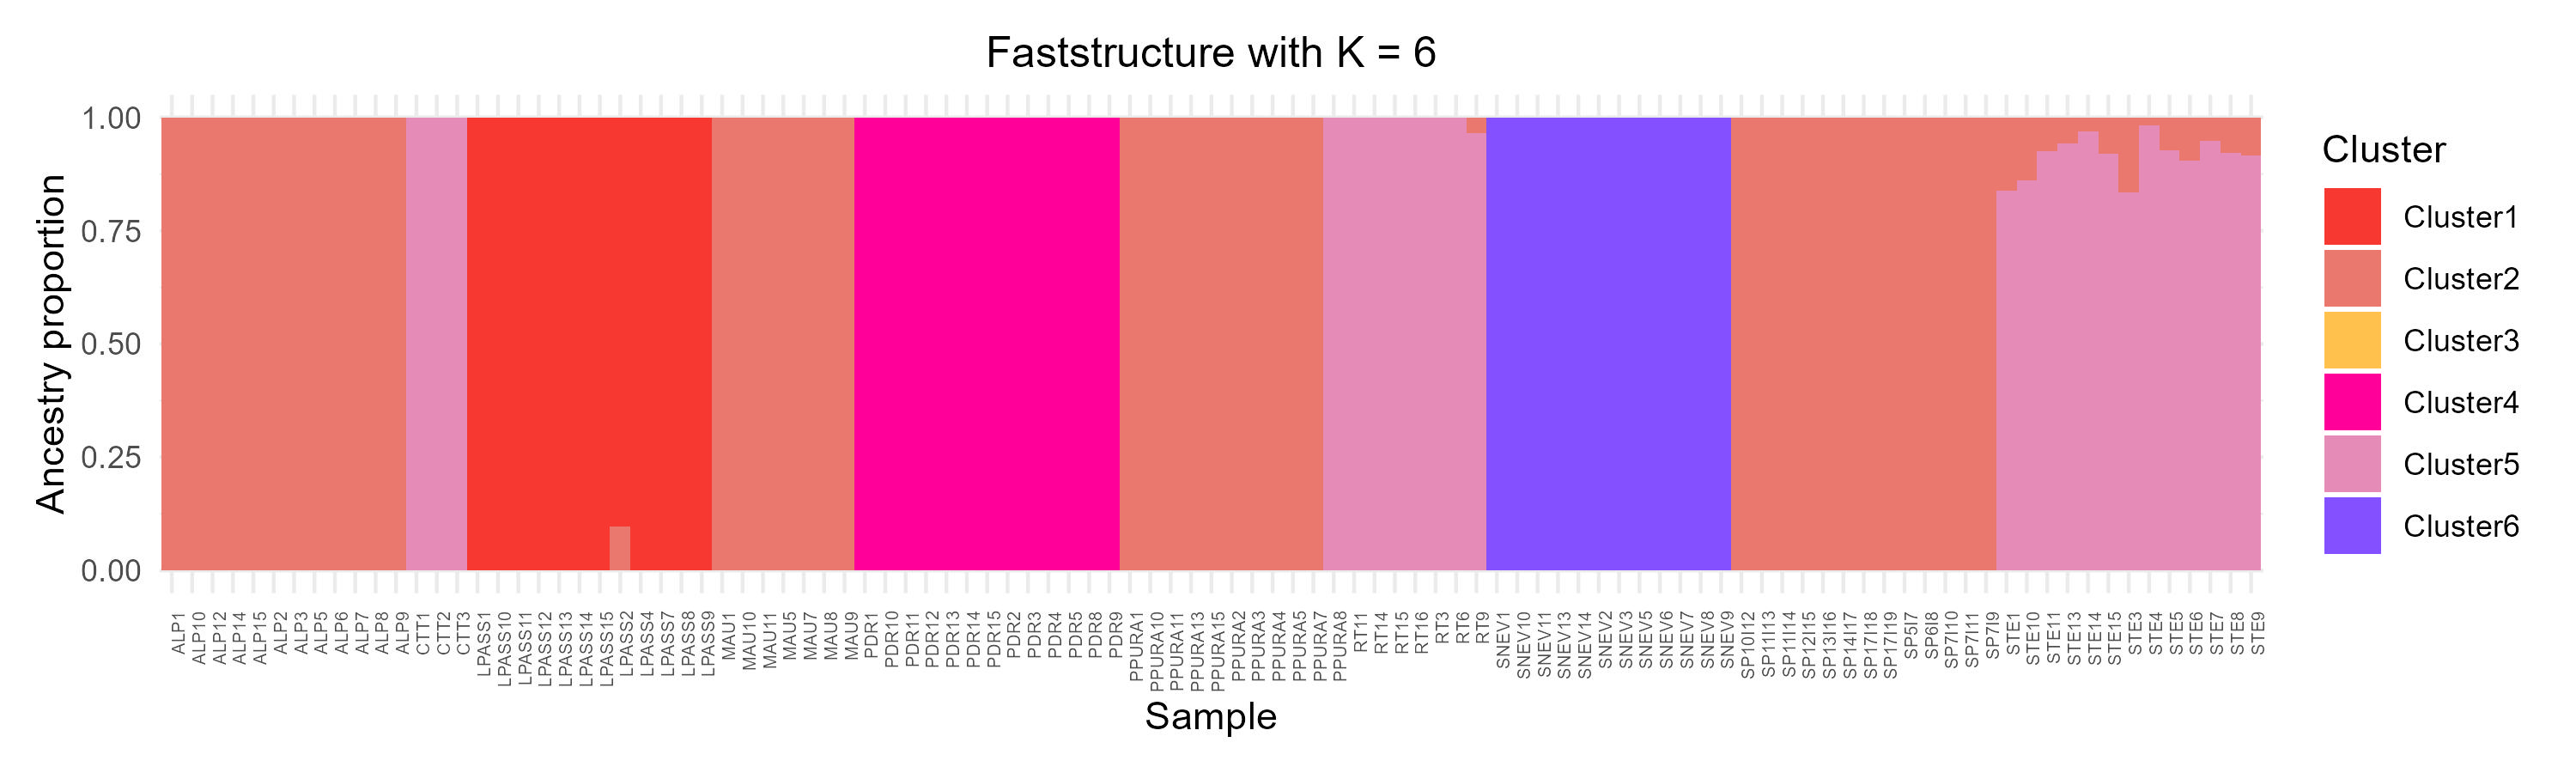 Faststructure with K = 6
Ancestry proportion
1.00
0.75
0.50
0.25
0.00
ALP1
ALP10
ALP12
ALP14
ALP15
ALP2
ALP3
ALP5
ALP6
ALP7
ALP8
ALP9
CTT1
CTT2
CTT3
LPASS1
LPASS10
LPASS11
LPASS12
LPASS13
LPASS14
LPASS15
LPASS2
LPASS4
LPASS7
LPASS8
LPASS9
MAU1
MAU10
MAU11
MAU5
MAU7
MAU8
MAU9
PDR1
PDR10
PDR11
PDR12
PDR13
PDR14
PDR15
PDR2
PDR3
PDR4
PDR5
PDR8
PDR9
PPURA1
PPURA10
PPURA11
PPURA13
PPURA15
PPURA2
PPURA3
PPURA4
PPURA5
PPURA7
PPURA8
RT11
RT14
RT15
RT16
RT3
RT6
RT9
SNEV1
SNEV10
SNEV11
SNEV13
SNEV14
SNEV2
SNEV3
SNEV5
SNEV6
SNEV7
SNEV8
SNEV9
SP10I12
SP11I13
SP11I14
SP12I15
SP13I16
SP14I17
SP17I18
SP17I19
SP5I7
SP6I8
SP7I10
SP7I11
SP7I9
STE1
STE10
STE11
STE13
STE14
STE15
STE3
STE4
STE5
STE6
STE7
STE8
STE9
Sample
Cluster
Cluster1
Cluster2
Cluster3
Cluster4
Cluster5
Cluster6